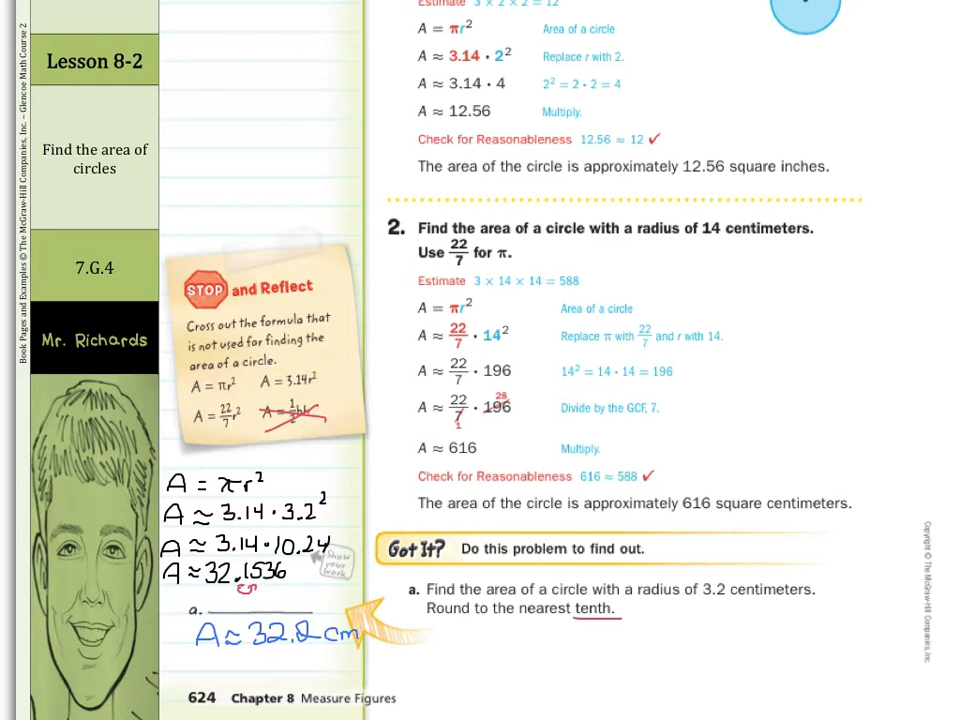 Estimate 3 × 2 × 2 = 12
A = πr²
Area of a circle
A ≈ 3.14 · 2²
Replace r with 2.
A ≈ 3.14 · 4
2² = 2 · 2 = 4
A ≈ 12.56
Multiply.
Check for Reasonableness 12.56 ≈ 12 ✓
The area of the circle is approximately 12.56 square inches.
2. Find the area of a circle with a radius of 14 centimeters.
Use 22/7 for π.
Estimate 3 × 14 × 14 = 588
A = πr²
Area of a circle
A ≈ 22/7 · 14²
Replace π with 22/7 and r with 14.
A ≈ 22/7 · 196
14² = 14 · 14 = 196
28
A ≈ 22/7 · 196
1
Divide by the GCF, 7.
A ≈ 616
Multiply.
Check for Reasonableness 616 ≈ 588 ✓
The area of the circle is approximately 616 square centimeters.
Got It? Do this problem to find out.
a. Find the area of a circle with a radius of 3.2 centimeters.
Round to the nearest tenth.
Book Pages and Examples © The McGraw-Hill Companies, Inc. – Glencoe Math Course 2
Lesson 8-2
Find the area of
circles
7.G.4
Mr. Richards
STOP and Reflect
Cross out the formula that
is not used for finding the
area of a circle.
A = πr² A = 3.14r²
A = 22/7 r²
A = πr²
A ≈ 3.14 · 3.2²
A ≈ 3.14 · 10.24
A ≈ 32.1536
Show
your
work.
a.
A ≈ 32.2 cm
624 Chapter 8 Measure Figures
Copyright © The McGraw-Hill Companies, Inc.